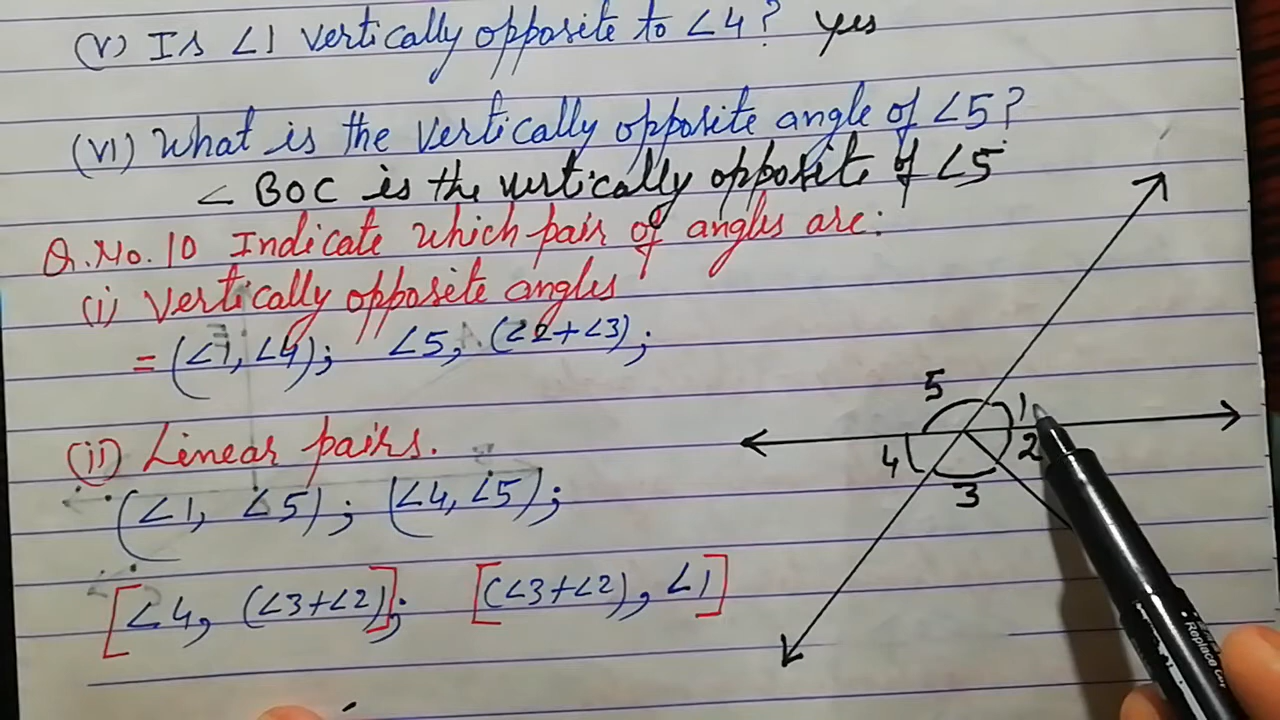 (V) Is ∠1 vertically opposite to ∠4? yes
(VI) What is the vertically opposite angle of ∠5?
∠BOC is the vertically opposite of ∠5
Q.No.10 Indicate which pair of angles are:
(i) Vertically opposite angles
= (∠1, ∠4); ∠5, (∠2+∠3);
(ii) Linear pairs.
(∠1, ∠5); (∠4, ∠5);
[∠4, (∠3+∠2)]; [(∠3+∠2), ∠1]
5 1
4 2
3
Replace Cart